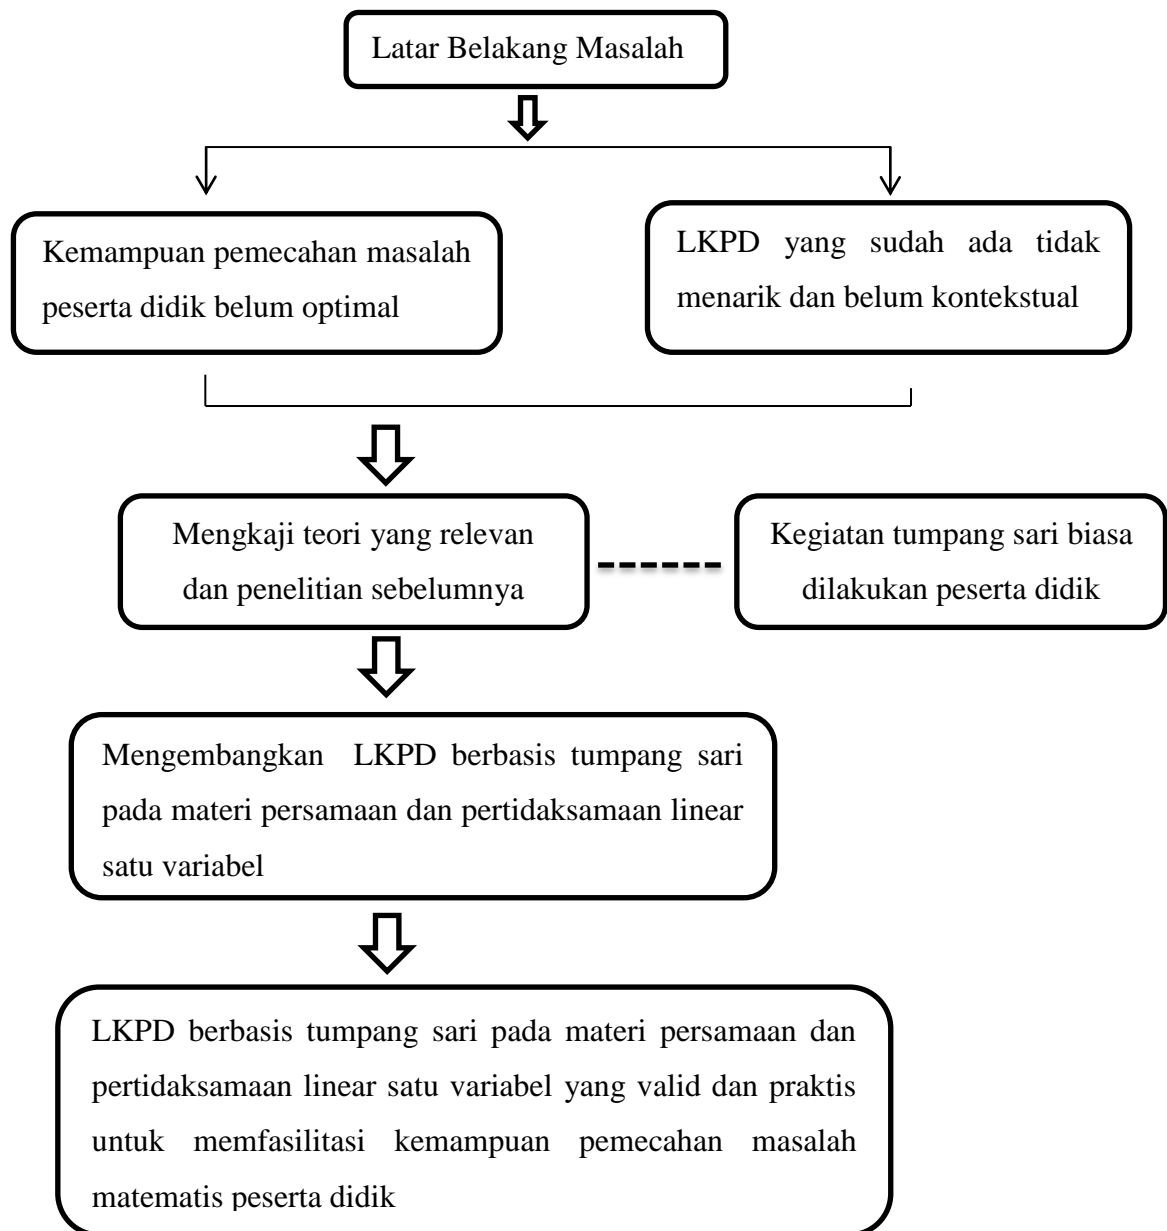 Latar Belakang Masalah
Kemampuan pemecahan masalah
peserta didik belum optimal
LKPD yang sudah ada tidak
menarik dan belum kontekstual
Mengkaji teori yang relevan
dan penelitian sebelumnya
Kegiatan tumpang sari biasa
dilakukan peserta didik
Mengembangkan LKPD berbasis tumpang sari
pada materi persamaan dan pertidaksamaan linear
satu variabel
LKPD berbasis tumpang sari pada materi persamaan dan
pertidaksamaan linear satu variabel yang valid dan praktis
untuk memfasilitasi kemampuan pemecahan masalah
matematis peserta didik